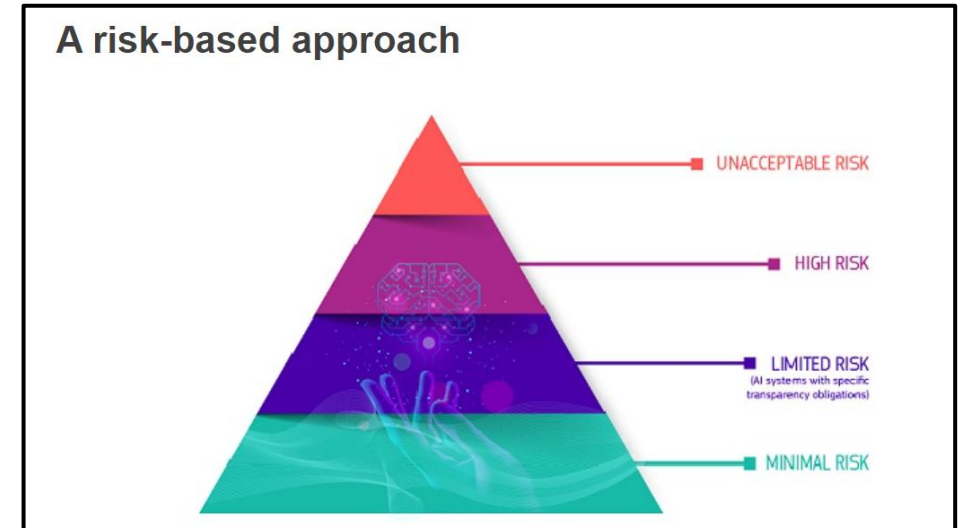 A risk-based approach
UNACCEPTABLE RISK
HIGH RISK
LIMITED RISK
(AI systems with specific
transparency obligations)
MINIMAL RISK